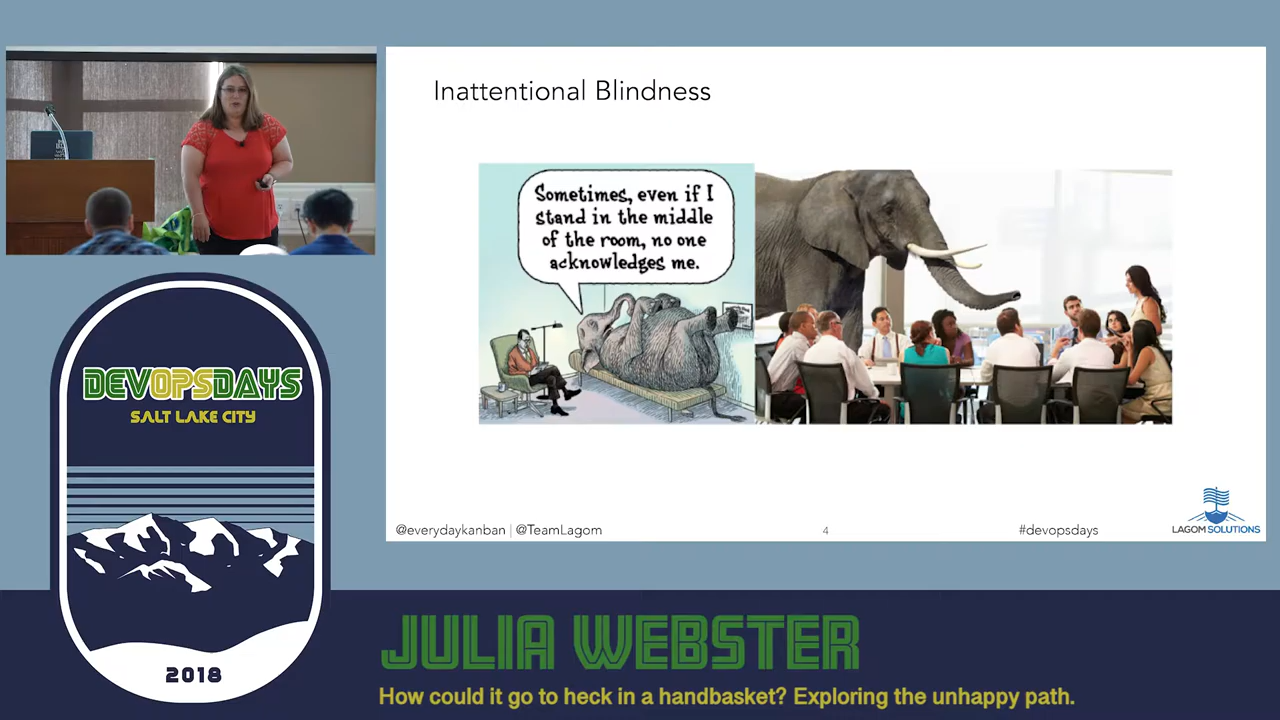 Inattentional Blindness
Sometimes, even if I
stand in the middle
of the room, no one
acknowledges me.
@everydaykanban | @TeamLagom
4
#devopsdays
LAGOM SOLUTIONS
DEVOPSDAYS
SALT LAKE CITY
2018
JULIA WEBSTER
How could it go to heck in a handbasket? Exploring the unhappy path.